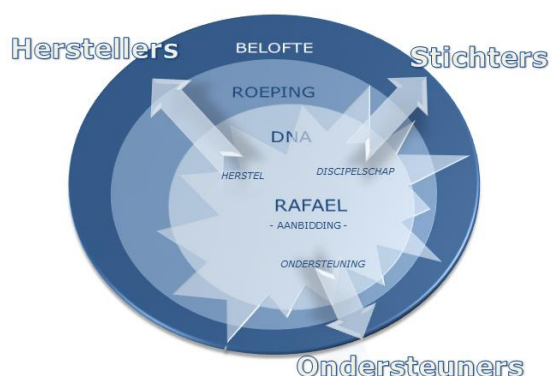 Herstellers
BELOFTE
Stichters
ROEPING
DNA
HERSTEL
DISCIPELSCHAP
RAFAEL
- AANBIDDING -
ONDERSTEUNING
Ondersteuners